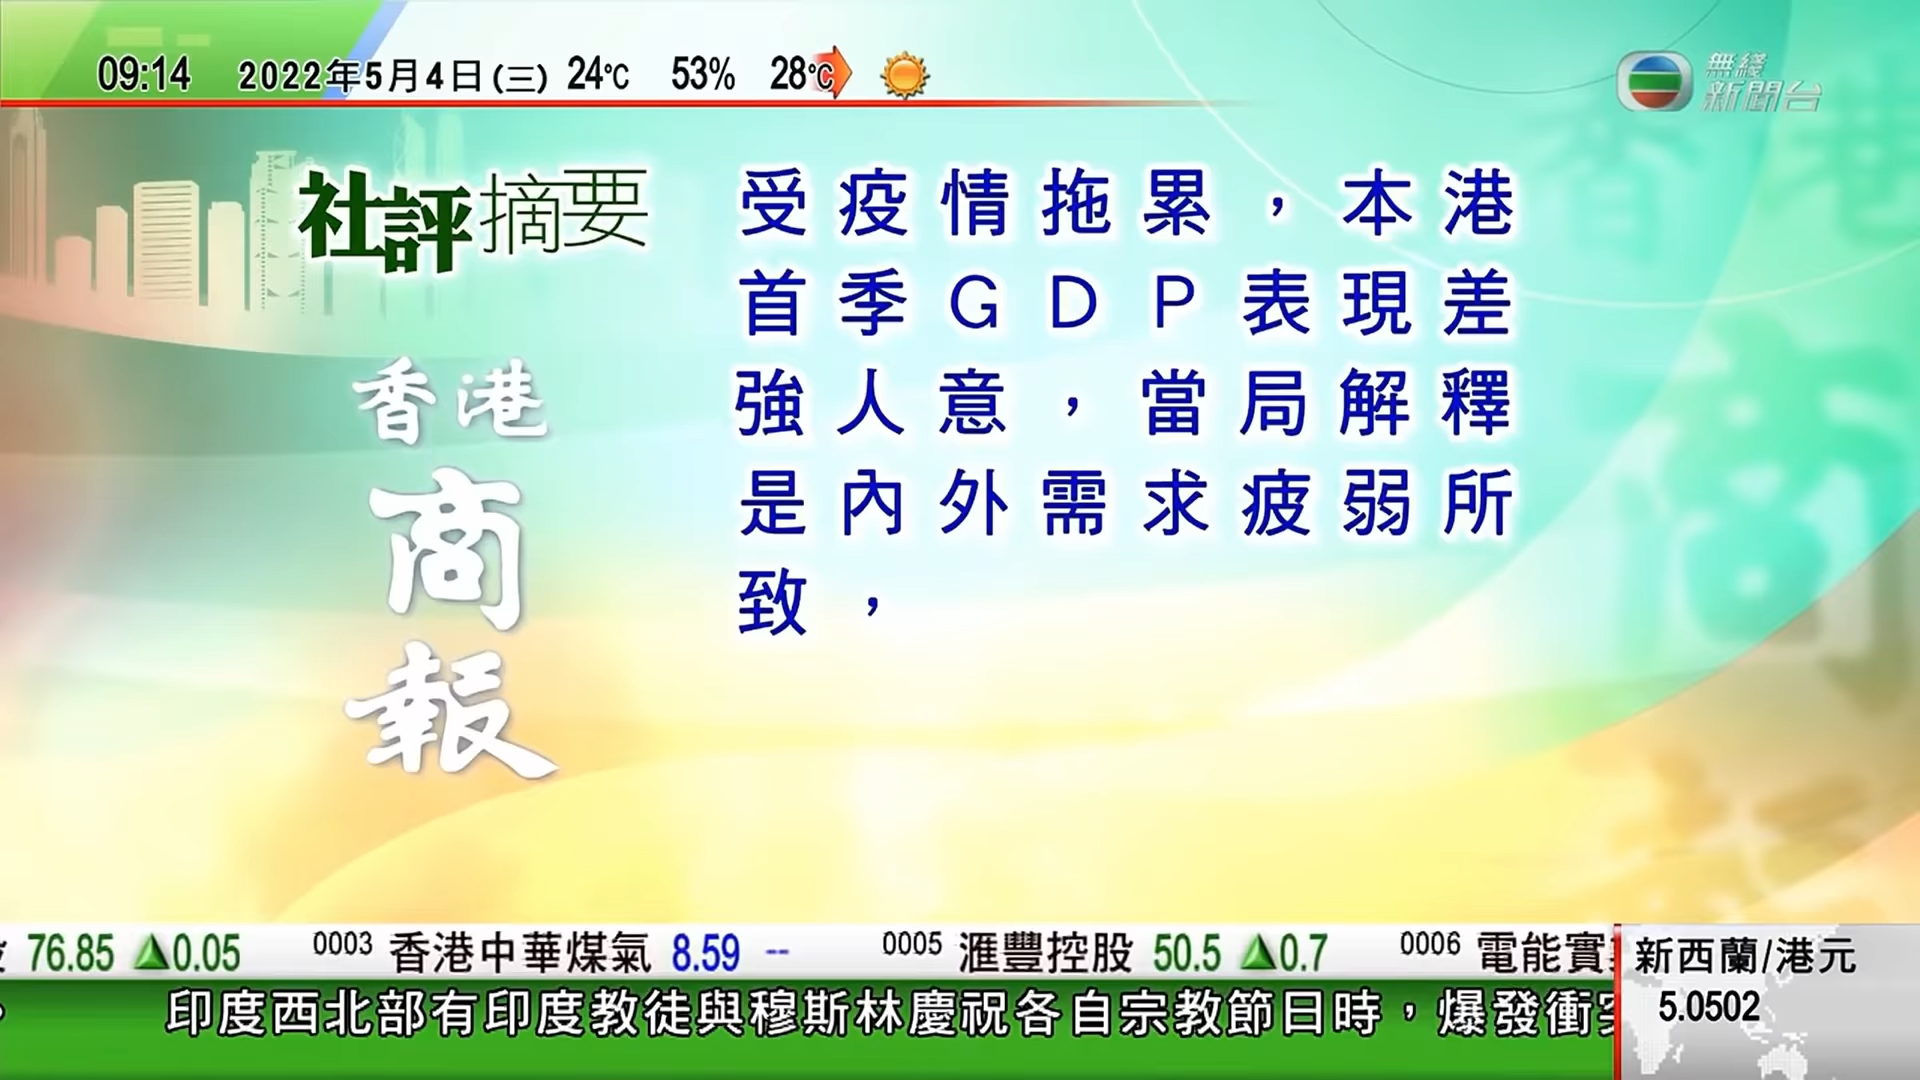 09:14 2022年5月4日(三) 24℃ 53% 28℃
無綫
新聞台
社評摘要
香港
商
報
受疫情拖累，本港
首季GDP表現差
強人意，當局解釋
是內外需求疲弱所
致，
76.85 ▲0.05 0003 香港中華煤氣 8.59 -- 0005 滙豐控股 50.5 ▲0.7 0006 電能實
新西蘭/港元
5.0502
印度西北部有印度教徒與穆斯林慶祝各自宗教節日時，爆發衝